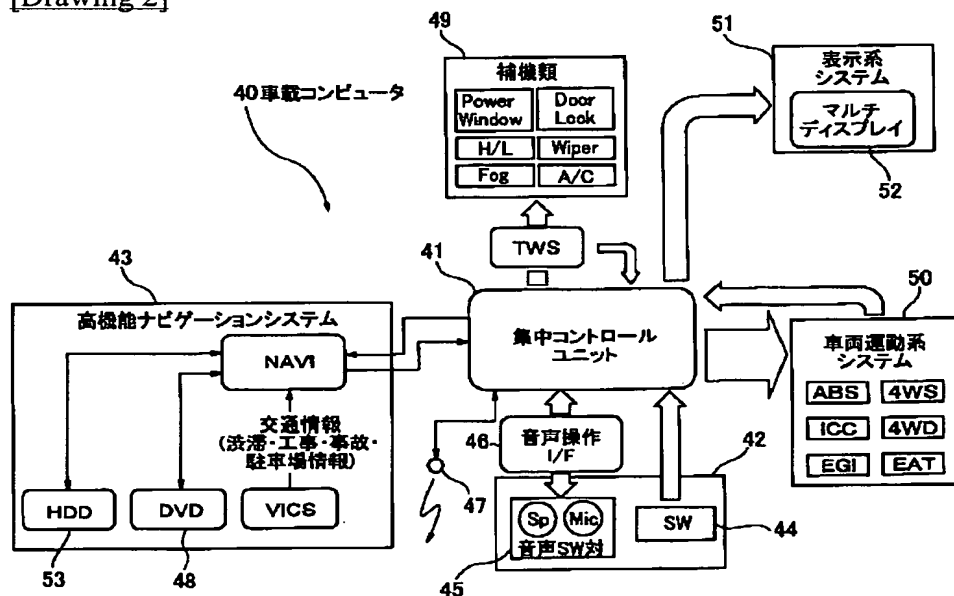 [Drawing 2]
49
補機類
Power
Window
Door
Lock
H/L
Wiper
Fog
A/C
51
表示系
システム
マルチ
ディスプレイ
52
40車載コンピュータ
TWS
41
集中コントロール
ユニット
43
高機能ナビゲーションシステム
NAVI
交通情報
(渋滞・工事・事故・
駐車場情報)
HDD
DVD
VICS
53
48
50
車両運動系
システム
ABS
4WS
ICC
4WD
EGI
EAT
46
音声操作
I/F
47
42
Sp
Mic
音声SW対
45
SW
44